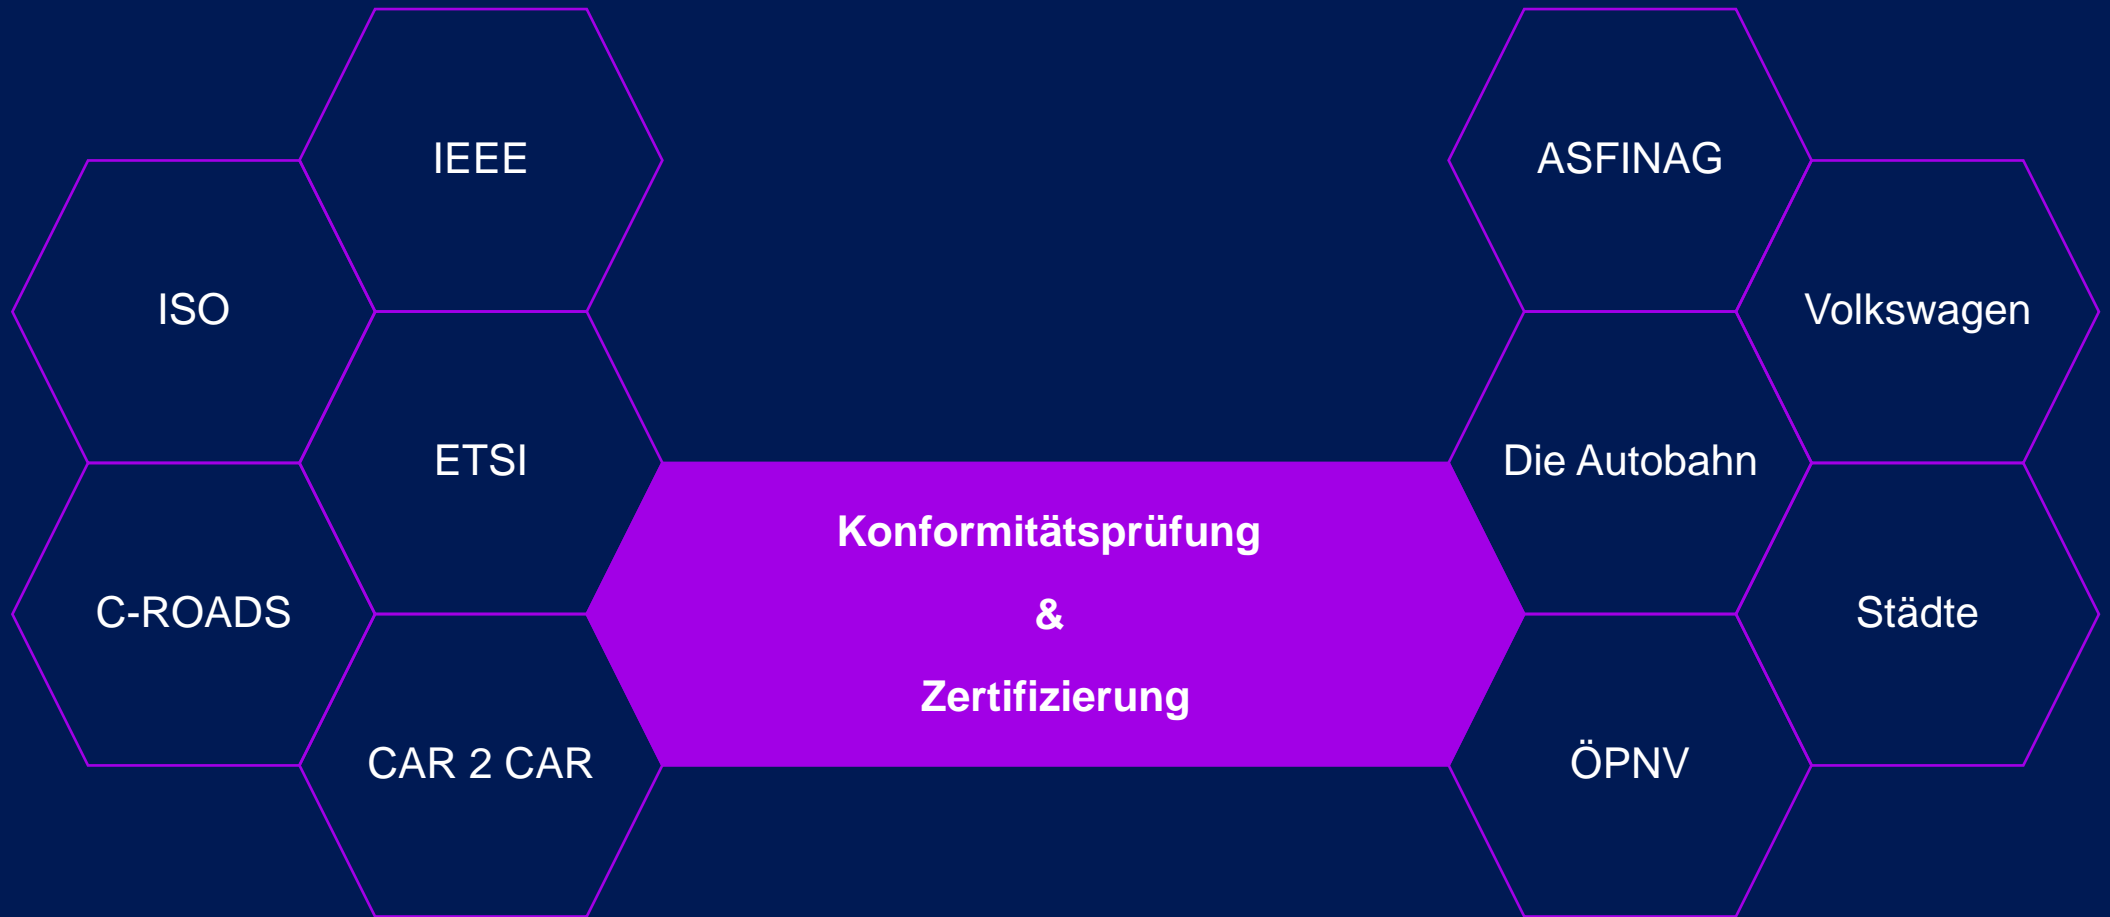 IEEE
ISO
ETSI
C-ROADS
CAR 2 CAR
Konformitätsprüfung
&
Zertifizierung
ASFINAG
Volkswagen
Die Autobahn
Städte
ÖPNV